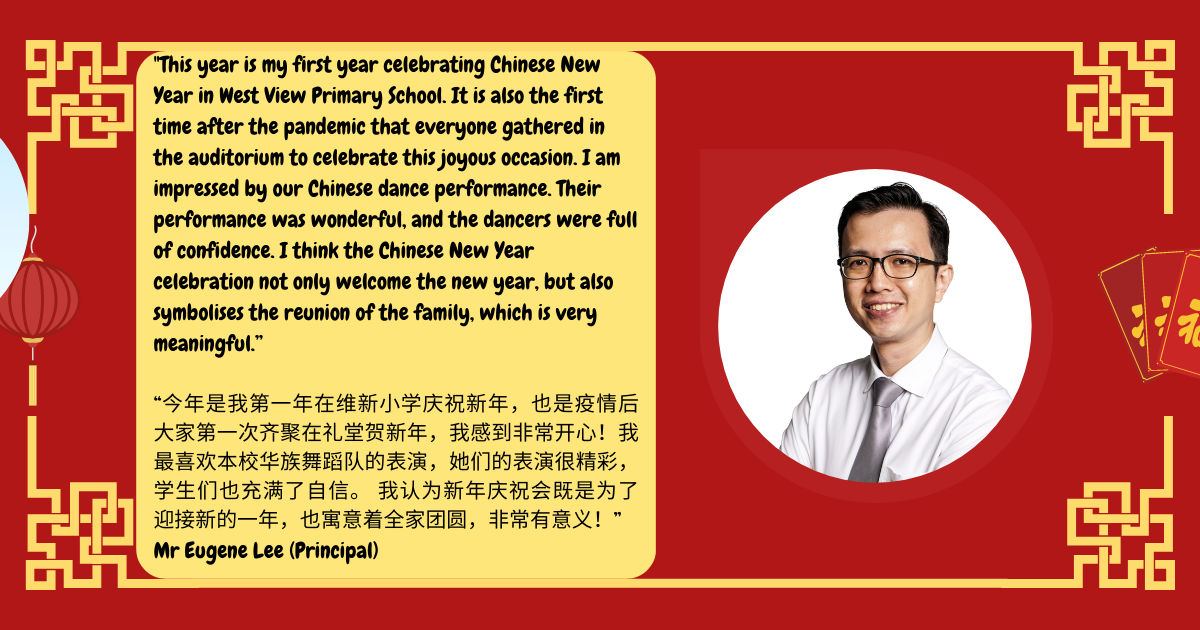 "This year is my first year celebrating Chinese New
Year in West View Primary School. It is also the first
time after the pandemic that everyone gathered in
the auditorium to celebrate this joyous occasion. I am
impressed by our Chinese dance performance. Their
performance was wonderful, and the dancers were full
of confidence. I think the Chinese New Year
celebration not only welcome the new year, but also
symbolises the reunion of the family, which is very
meaningful.”
“今年是我第一年在维新小学庆祝新年，也是疫情后
大家第一次齐聚在礼堂贺新年，我感到非常开心！我
最喜欢本校华族舞蹈队的表演，她们的表演很精彩，
学生们也充满了自信。 我认为新年庆祝会既是为了
迎接新的一年，也寓意着全家团圆，非常有意义！”
Mr Eugene Lee (Principal)
福